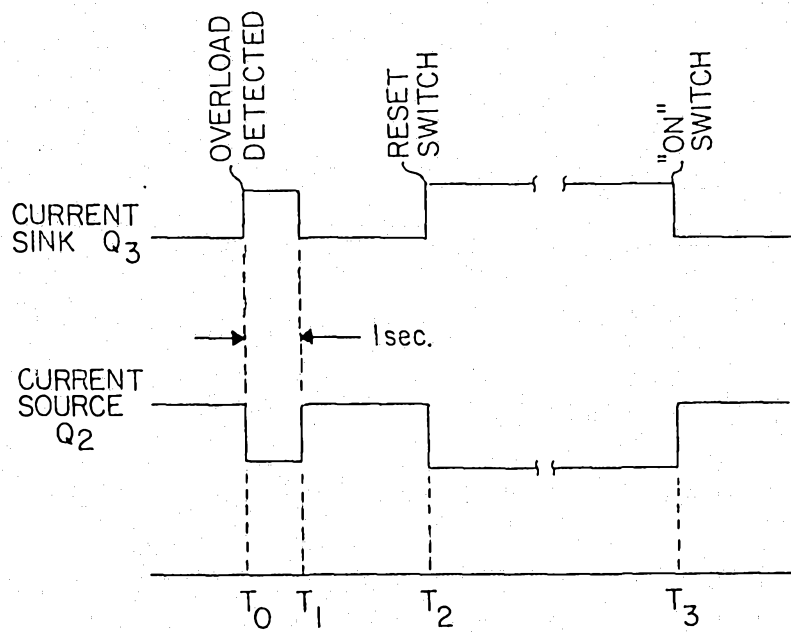 OVERLOAD
DETECTED
RESET
SWITCH
"ON"
SWITCH
CURRENT
SINK Q3
1sec.
CURRENT
SOURCE
Q2
T0 T1 T2 T3